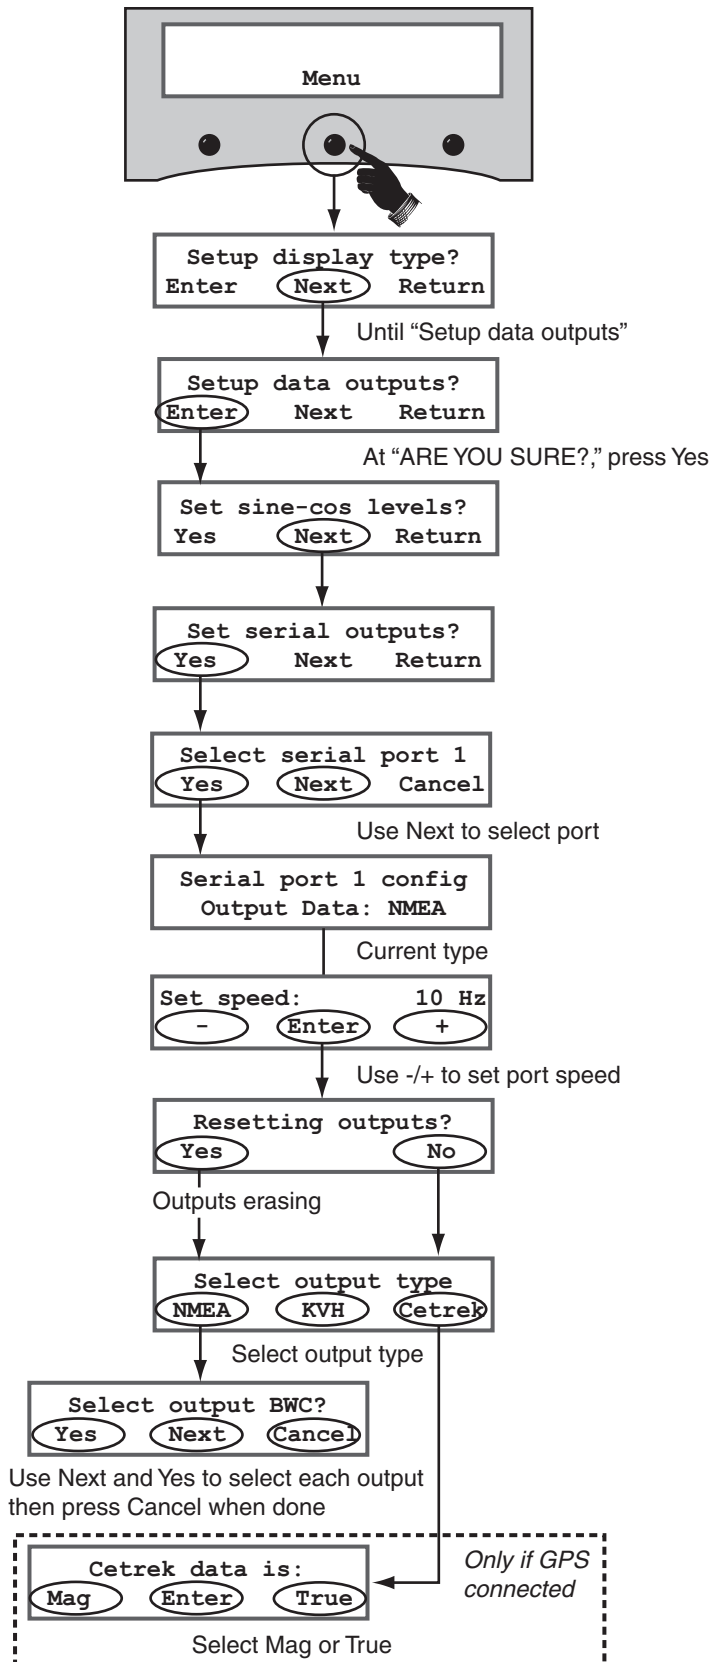 Menu
Setup display type?
Enter Next Return
Until “Setup data outputs”
Setup data outputs?
Enter Next Return
At “ARE YOU SURE?,” press Yes
Set sine-cos levels?
Yes Next Return
Set serial outputs?
Yes Next Return
Select serial port 1
Yes Next Cancel
Use Next to select port
Serial port 1 config
Output Data: NMEA
Current type
Set speed: 10 Hz
- Enter +
Use -/+ to set port speed
Resetting outputs?
Yes No
Outputs erasing
Select output type
NMEA KVH Cetrek
Select output type
Select output BWC?
Yes Next Cancel
Use Next and Yes to select each output
then press Cancel when done
Only if GPS
connected
Cetrek data is:
Mag Enter True
Select Mag or True